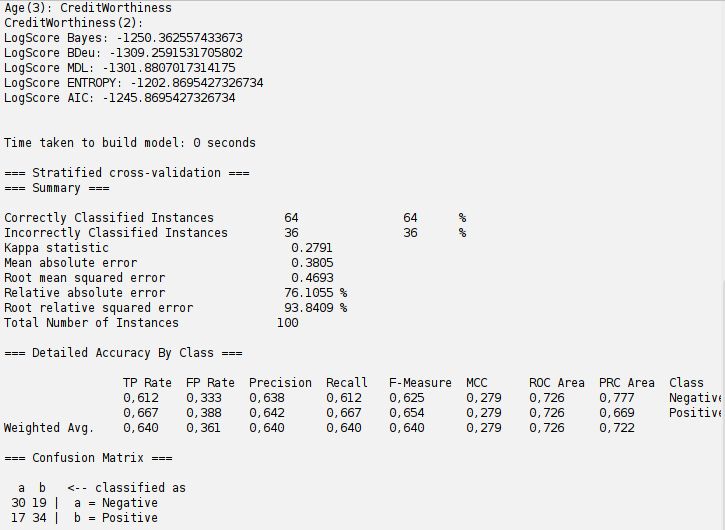 Age(3): CreditWorthiness
CreditWorthiness(2):
LogScore Bayes: -1250.362557433673
LogScore BDeu: -1309.2591531705802
LogScore MDL: -1301.8807017314175
LogScore ENTROPY: -1202.8695427326734
LogScore AIC: -1245.8695427326734
Time taken to build model: 0 seconds
=== Stratified cross-validation ===
=== Summary ===
Correctly Classified Instances 64 64 %
Incorrectly Classified Instances 36 36 %
Kappa statistic 0.2791
Mean absolute error 0.3805
Root mean squared error 0.4693
Relative absolute error 76.1055 %
Root relative squared error 93.8409 %
Total Number of Instances 100
=== Detailed Accuracy By Class ===
TP Rate FP Rate Precision Recall F-Measure MCC ROC Area PRC Area Class
0,612 0,333 0,638 0,612 0,625 0,279 0,726 0,777 Negative
0,667 0,388 0,642 0,667 0,654 0,279 0,726 0,669 Positive
Weighted Avg. 0,640 0,361 0,640 0,640 0,640 0,279 0,726 0,722
=== Confusion Matrix ===
a b <-- classified as
30 19 | a = Negative
17 34 | b = Positive